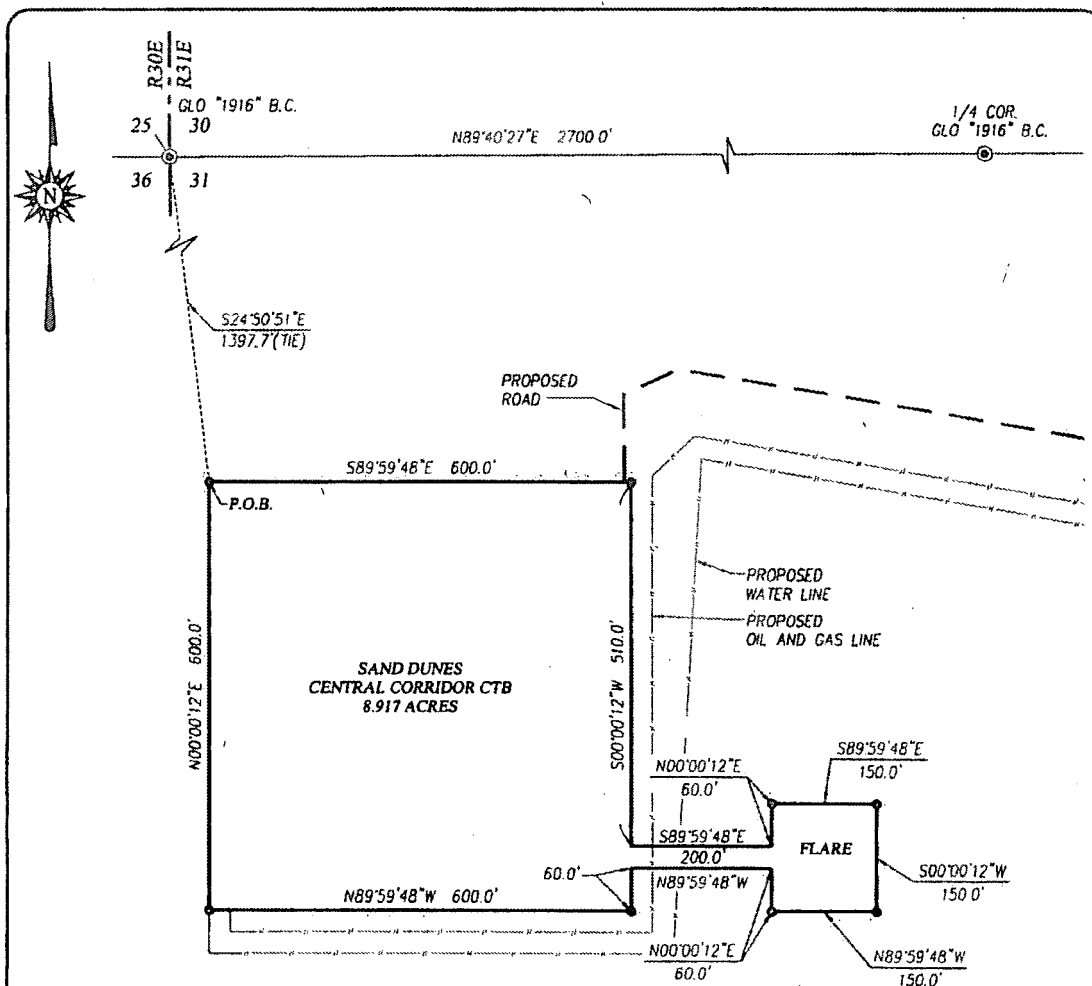 R30E
R31E
GLO "1916" B.C.
25 30
36 31
N89°40'27"E 2700.0'
1/4 COR.
GLO "1916" B.C.
N
S24°50'51"E
1397.7'(TIE)
PROPOSED
ROAD
S89°59'48"E 600.0'
P.O.B.
PROPOSED
WATER LINE
PROPOSED
OIL AND GAS LINE
N00°00'12"E 600.0'
SAND DUNES
CENTRAL CORRIDOR CTB
8.917 ACRES
S00°00'12"W 510.0'
N00°00'12"E
60.0'
S89°59'48"E
150.0'
S89°59'48"E
200.0'
N89°59'48"W
FLARE
S00°00'12"W
150.0'
60.0'
N89°59'48"W 600.0'
N00°00'12"E
60.0'
N89°59'48"W
150.0'